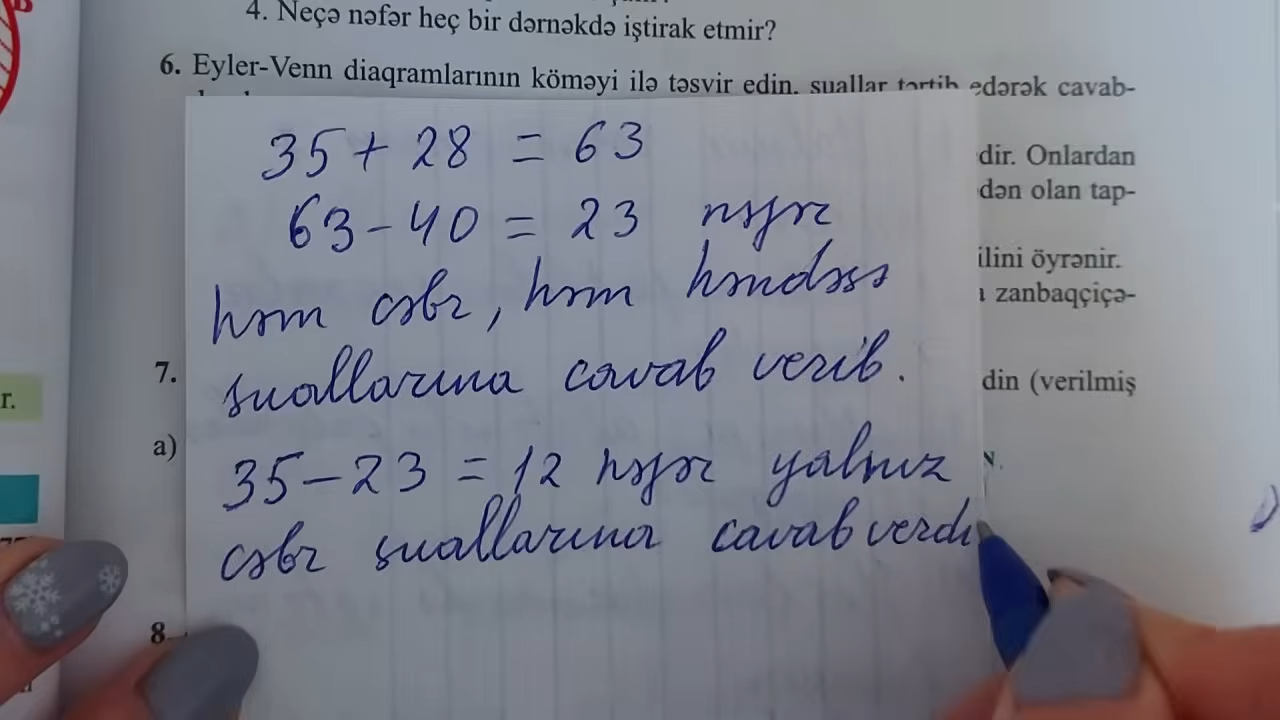 4. Neçə nəfər heç bir dərnəkdə iştirak etmir?
6. Eyler-Venn diaqramlarının köməyi ilə təsvir edin, suallar tərtib edərək cavab-
35 + 28 = 63
dir. Onlardan
63 - 40 = 23 nəfər
dən olan tap-
həm cəbr, həm həndəsə
ilini öyrənir.
zanbaqçiçə-
suallarına cavab verib.
7.
din (verilmiş
a)
35 - 23 = 12 nəfər yalnız
cəbr suallarına cavab verdi
8
r.